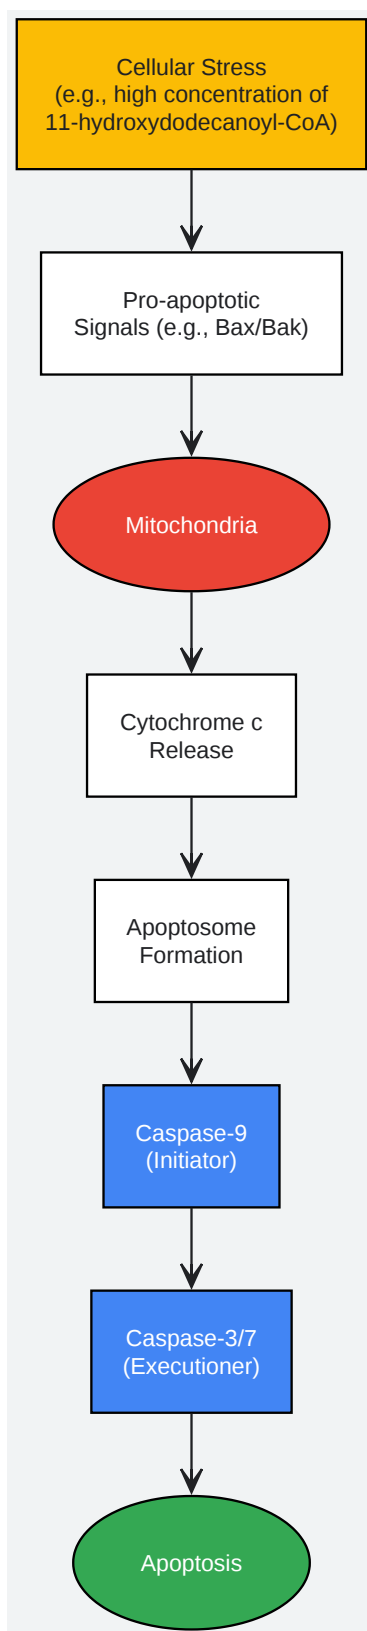 Cellular Stress
(e.g., high concentration of
11-hydroxydodecanoyl-CoA)
Pro-apoptotic
Signals (e.g., Bax/Bak)
Mitochondria
Cytochrome c
Release
Apoptosome
Formation
Caspase-9
(Initiator)
Caspase-3/7
(Executioner)
Apoptosis